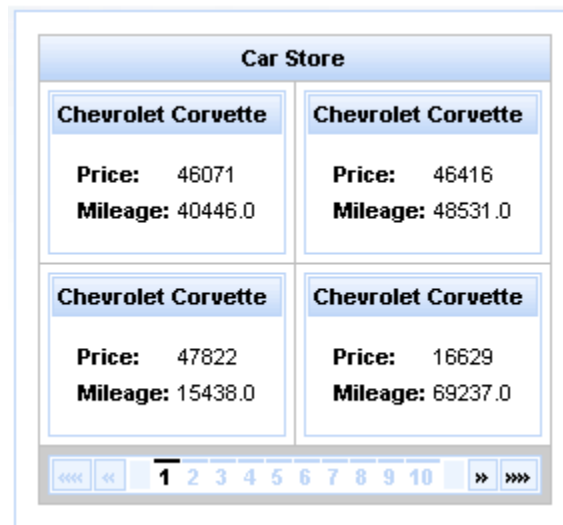 Car Store
Chevrolet Corvette
Price: 46071
Mileage: 40446.0
Chevrolet Corvette
Price: 46416
Mileage: 48531.0
Chevrolet Corvette
Price: 47822
Mileage: 15438.0
Chevrolet Corvette
Price: 16629
Mileage: 69237.0
«« « 1 2 3 4 5 6 7 8 9 10 » »»